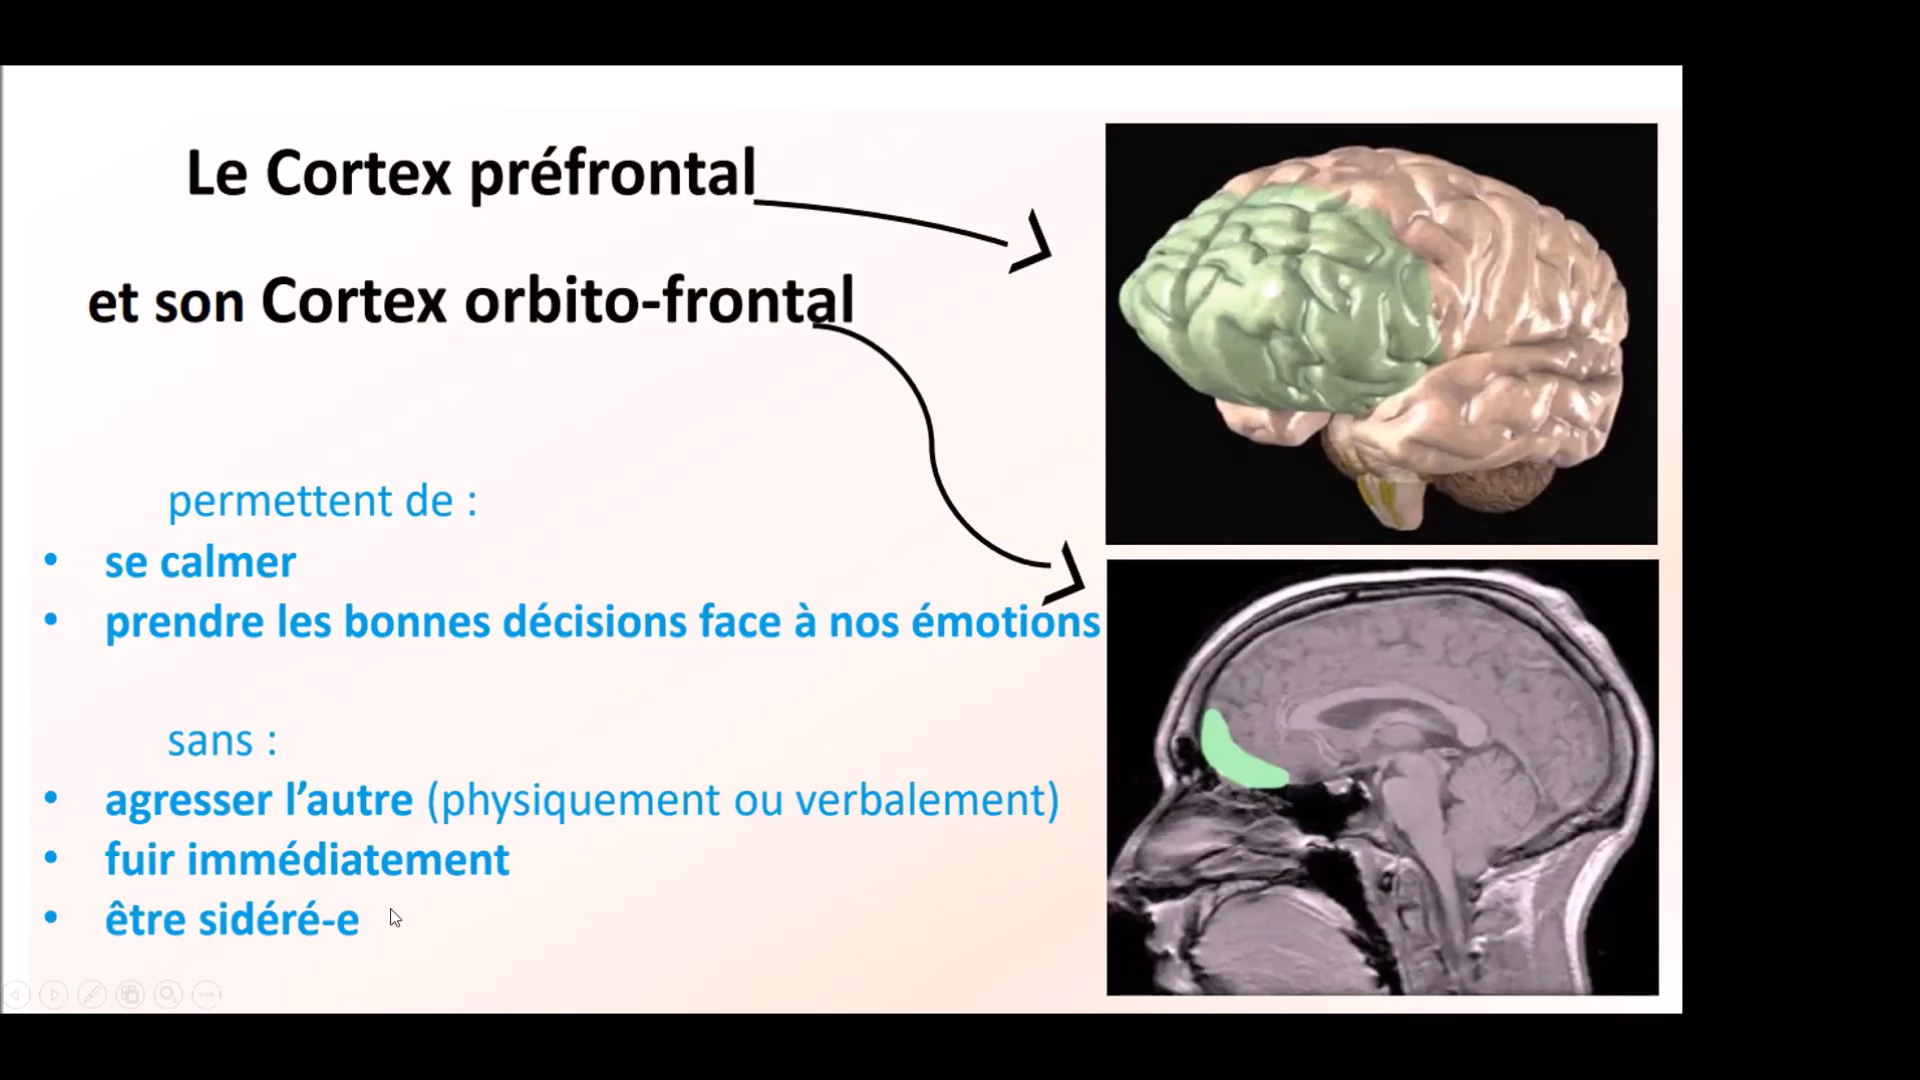 Le Cortex préfrontal
et son Cortex orbito-frontal
permettent de :
• se calmer
• prendre les bonnes décisions face à nos émotions
sans :
• agresser l’autre (physiquement ou verbalement)
• fuir immédiatement
• être sidéré-e